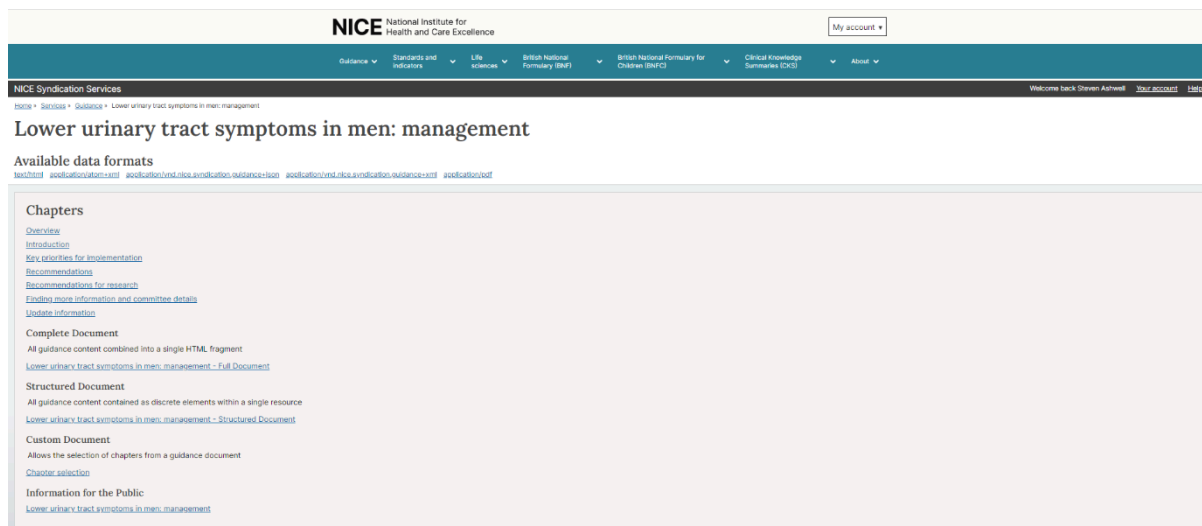 NICE National Institute for
Health and Care Excellence
My account ▾
Guidance
Standards and
indicators
Life
sciences
British National
Formulary (BNF)
British National Formulary for
Children (BNFC)
Clinical Knowledge
Summaries (CKS)
About
NICE Syndication Services
Welcome back Steven Ashwell Your account Help
Home Services Guidance Lower urinary tract symptoms in men: management
Lower urinary tract symptoms in men: management
Available data formats
text/html application/atom+xml application/vnd.nice.syndication.guidance+json application/vnd.nice.syndication.guidance+xml application/pdf
Chapters
Overview
Introduction
Key priorities for implementation
Recommendations
Recommendations for research
Finding more information and committee details
Update information
Complete Document
All guidance content combined into a single HTML fragment
Lower urinary tract symptoms in men: management - Full Document
Structured Document
All guidance content contained as discrete elements within a single resource
Lower urinary tract symptoms in men: management - Structured Document
Custom Document
Allows the selection of chapters from a guidance document
Chapter selection
Information for the Public
Lower urinary tract symptoms in men: management